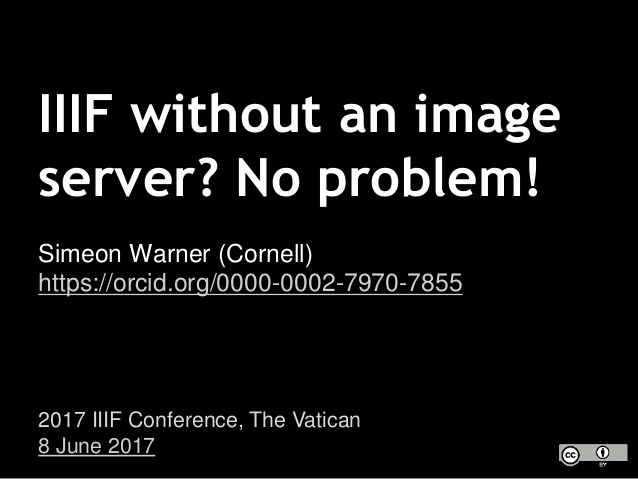 IIIF without an image
server? No problem!
Simeon Warner (Cornell)
https://orcid.org/0000-0002-7970-7855
2017 IIIF Conference, The Vatican
8 June 2017
cc
BY